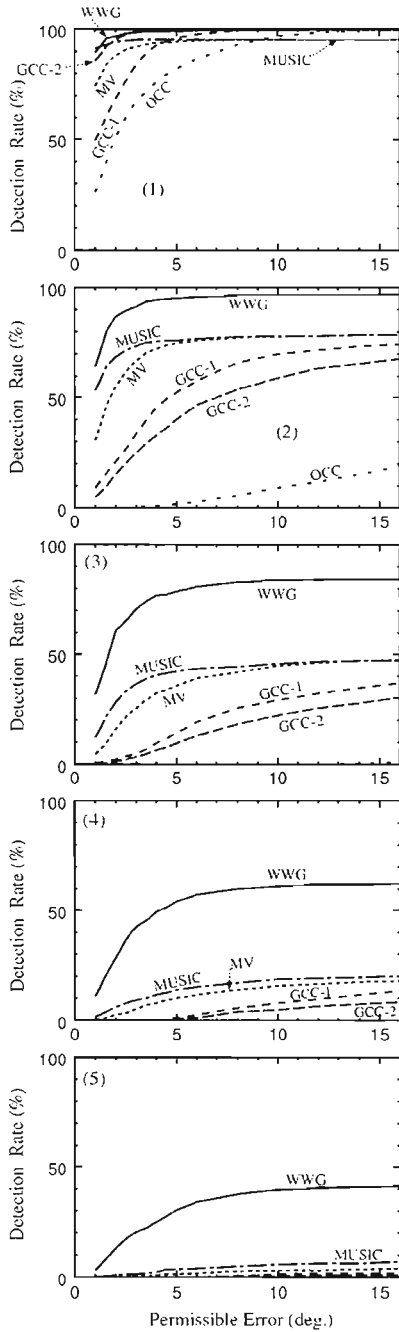 WWG
100
GCC-2
MV
MUSIC
GCC-1
OCC
50
(1)
Detection Rate (%)
0
0 5 10 15
100
WWG
MUSIC
MV
GCC-1
50
GCC-2
(2)
OCC
Detection Rate (%)
0
0 5 10 15
100
(3)
WWG
50
MUSIC
MV
GCC-1
GCC-2
Detection Rate (%)
0
0 5 10 15
100
(4)
WWG
50
MV
MUSIC
GCC-1
GCC-2
Detection Rate (%)
0
0 5 10 15
100
(5)
50
WWG
MUSIC
Detection Rate (%)
0
0 5 10 15
Permissible Error (deg.)